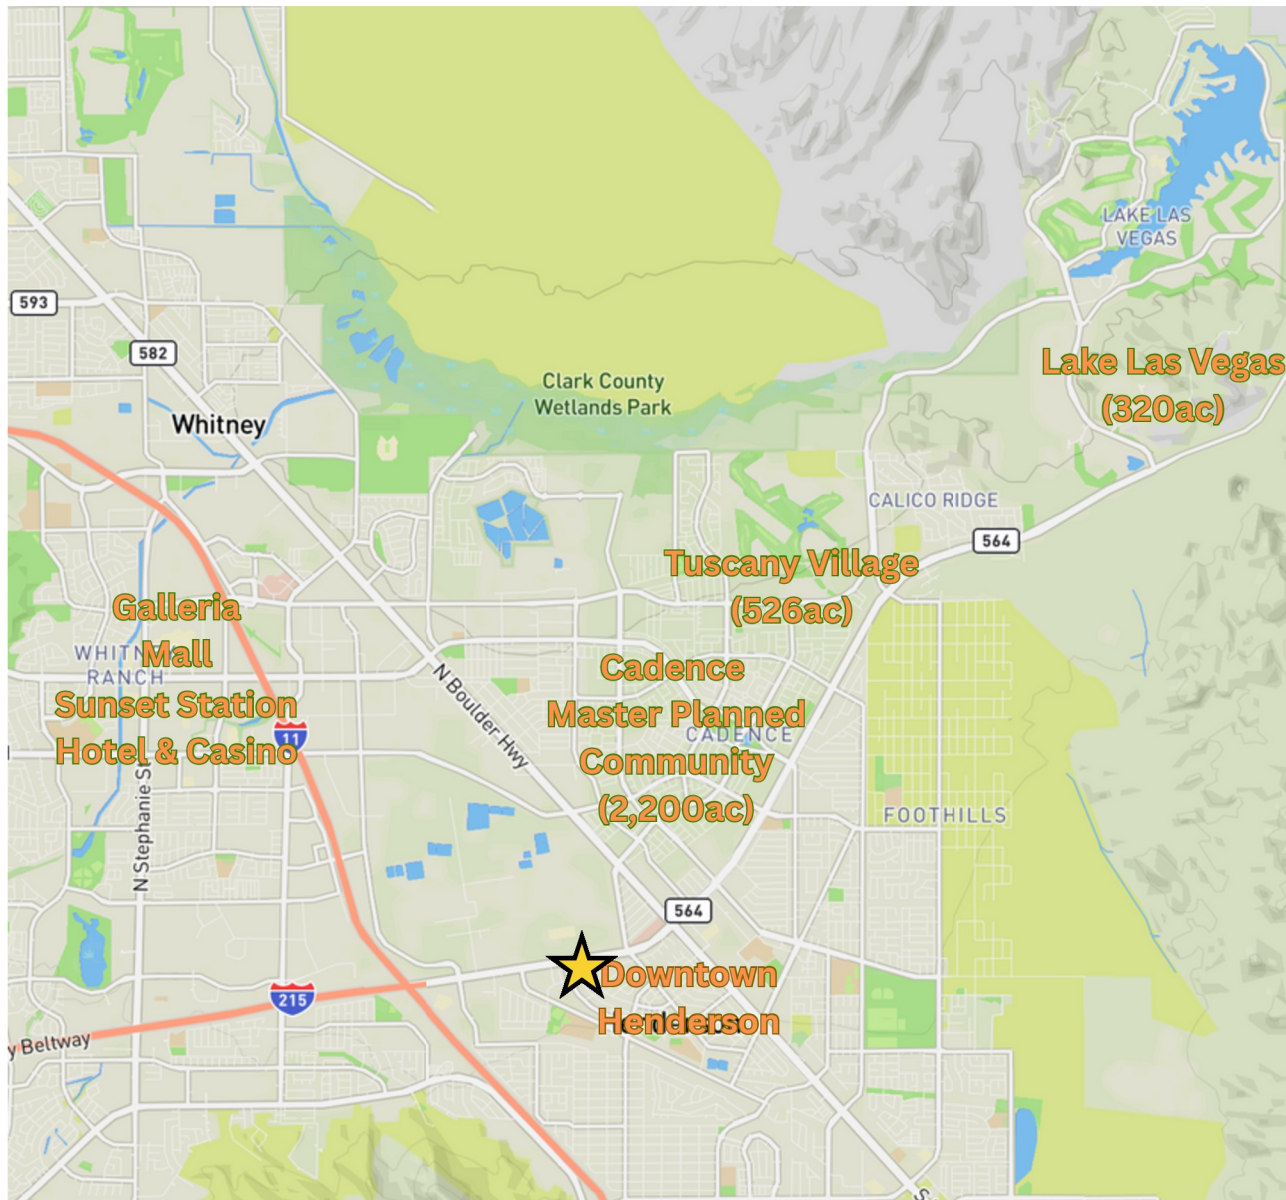 LAKE LAS
VEGAS
593
582
Lake Las Vegas
(320ac)
Clark County
Wetlands Park
Whitney
CALICO RIDGE
564
Tuscany Village
(526ac)
Galleria
Mall
Sunset Station
Hotel & Casino
WHITNEY
RANCH
11
N Boulder Hwy
Cadence
Master Planned
Community
(2,200ac)
CADENCE
FOOTHILLS
N Stephanie St
564
Downtown
Henderson
215
y Beltway
S